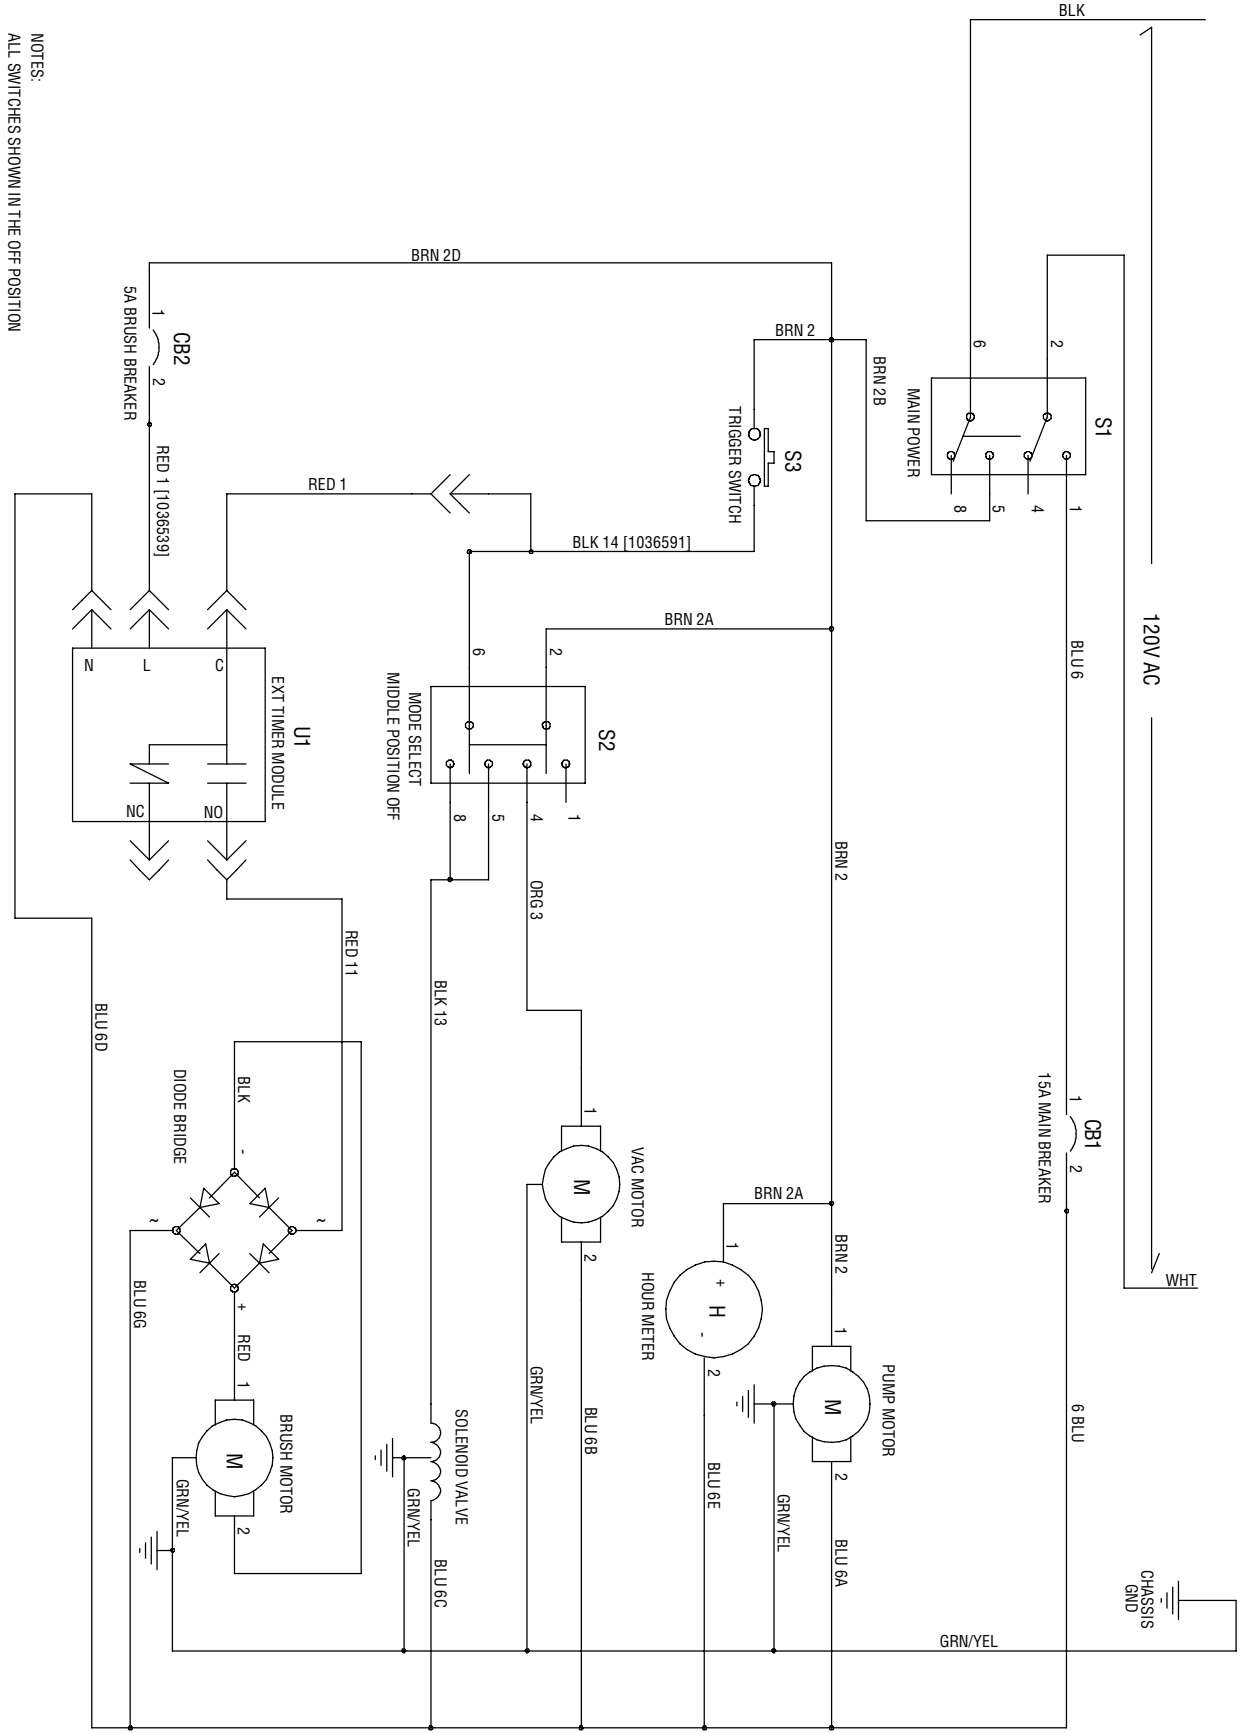 NOTES:
ALL SWITCHES SHOWN IN THE OFF POSITION
BLK
120V AC
WHT
S1
MAIN POWER
6
2
8
5
4
1
BLU 6
CB1
15A MAIN BREAKER
1
2
6 BLU
CHASSIS
GND
GRN/YEL
BRN 2D
BRN 2
BRN 2B
S3
TRIGGER SWITCH
BLK 14 [1036591]
RED 1
BRN 2A
BRN 2
BRN 2A
BRN 2
CB2
5A BRUSH BREAKER
1
2
RED 1 [1036539]
U1
EXT TIMER MODULE
N
L
C
NC
NO
S2
MODE SELECT
MIDDLE POSITION OFF
6
2
8
5
4
1
ORG 3
BLK 13
RED 11
BLU 6D
VAC MOTOR
M
1
2
GRN/YEL
BLU 6B
HOUR METER
H
+
-
1
2
BLU 6E
PUMP MOTOR
M
1
2
GRN/YEL
BLU 6A
SOLENOID VALVE
GRN/YEL
BLU 6C
DIODE BRIDGE
BLK
-
~
~
+
BLU 6G
RED
BRUSH MOTOR
M
1
2
GRN/YEL